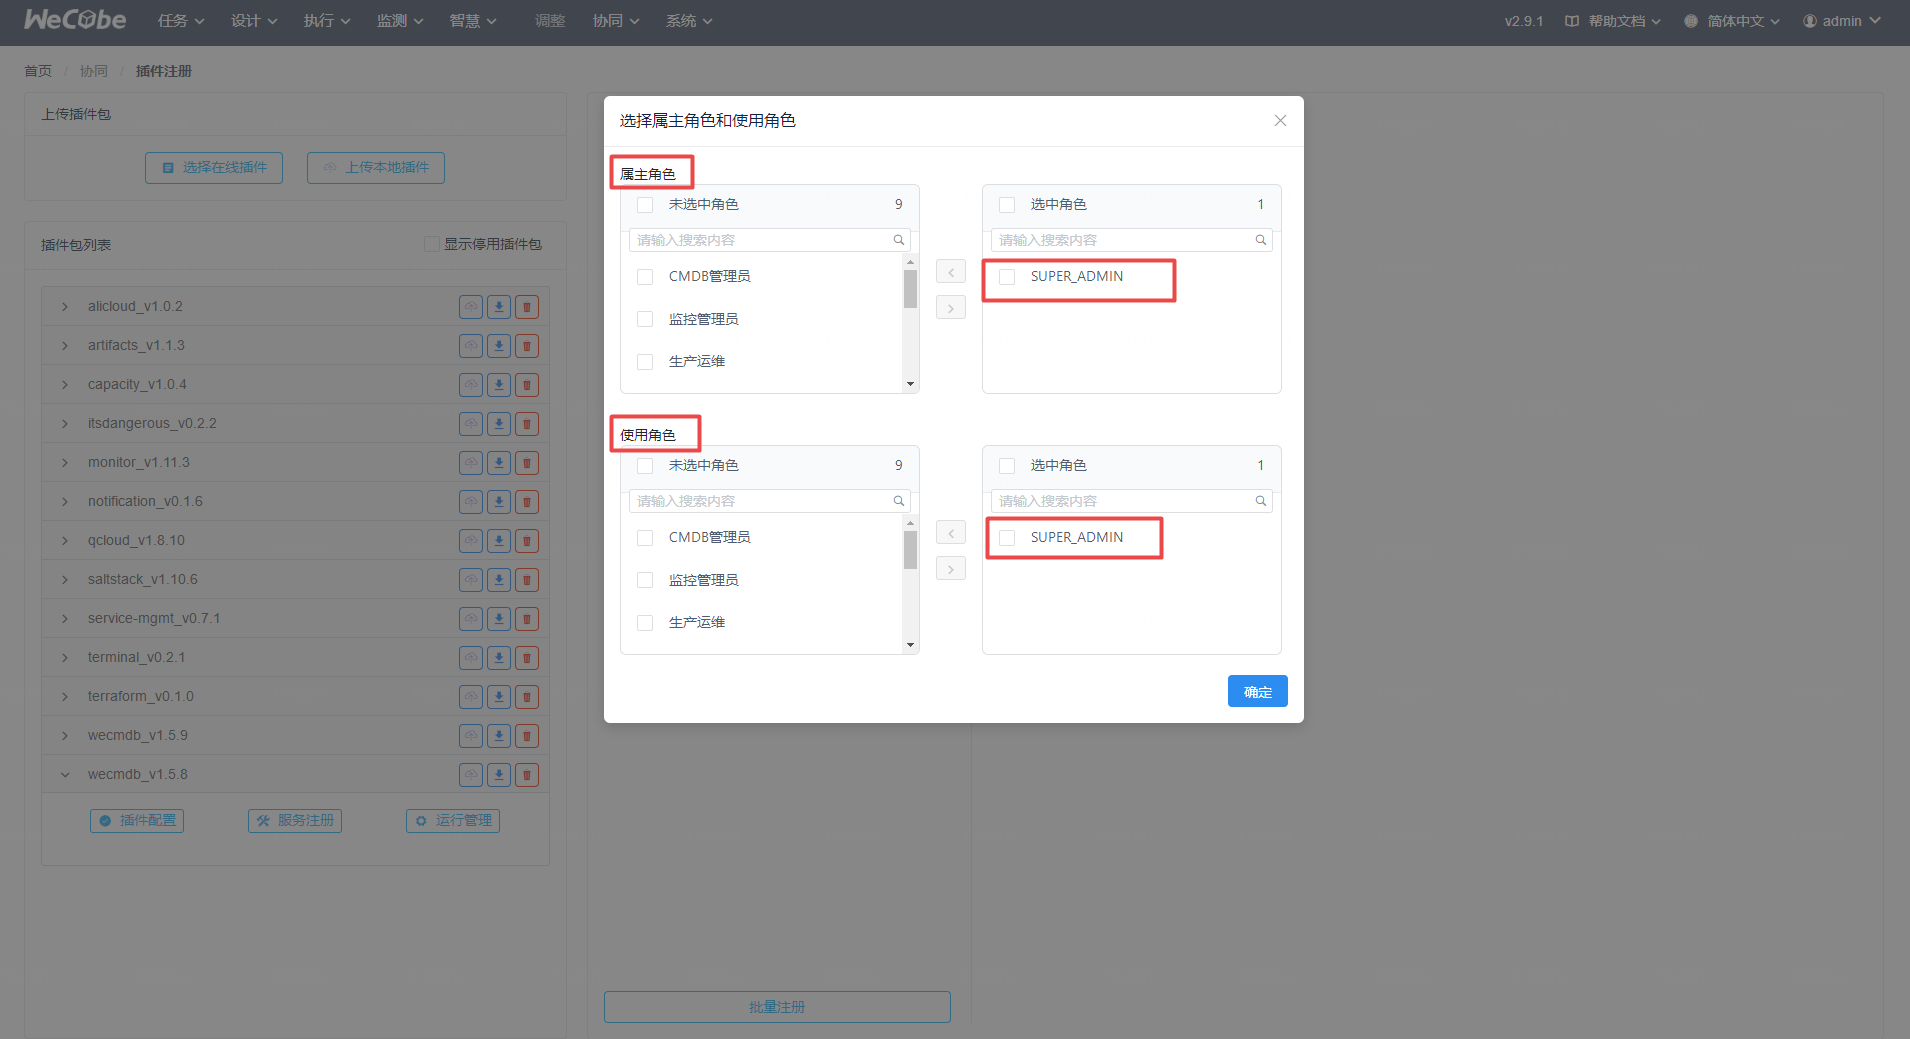 WeCube 任务 设计 执行 监测 智慧 调整 协同 系统 v2.9.1 帮助文档 简体中文 admin
首页 / 协同 / 插件注册
上传插件包
选择在线插件 上传本地插件
插件包列表 显示停用插件包
alicloud_v1.0.2
artifacts_v1.1.3
capacity_v1.0.4
itsdangerous_v0.2.2
monitor_v1.11.3
notification_v0.1.6
qcloud_v1.8.10
saltstack_v1.10.6
service-mgmt_v0.7.1
terminal_v0.2.1
terraform_v0.1.0
wecmdb_v1.5.9
wecmdb_v1.5.8
插件配置 服务注册 运行管理
选择属主角色和使用角色
属主角色
未选中角色 9
请输入搜索内容
CMDB管理员
监控管理员
生产运维
选中角色 1
请输入搜索内容
SUPER_ADMIN
使用角色
未选中角色 9
请输入搜索内容
CMDB管理员
监控管理员
生产运维
选中角色 1
请输入搜索内容
SUPER_ADMIN
确定
批量注册